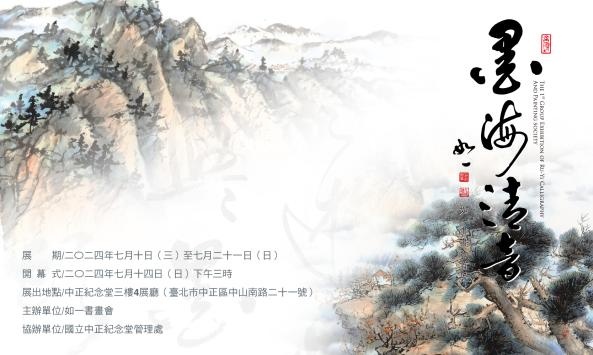 墨海清音
THE 1ST GROUP EXHIBITION OF RU-YI CALLIGRAPHY
AND PAINTING SOCIETY
展　　期/二〇二四年七月十日（三）至七月二十一日（日）
開 幕 式/二〇二四年七月十四日（日）下午三時
展出地點/中正紀念堂三樓4展廳（臺北市中正區中山南路二十一號）
主辦單位/如一書畫會
協辦單位/國立中正紀念堂管理處